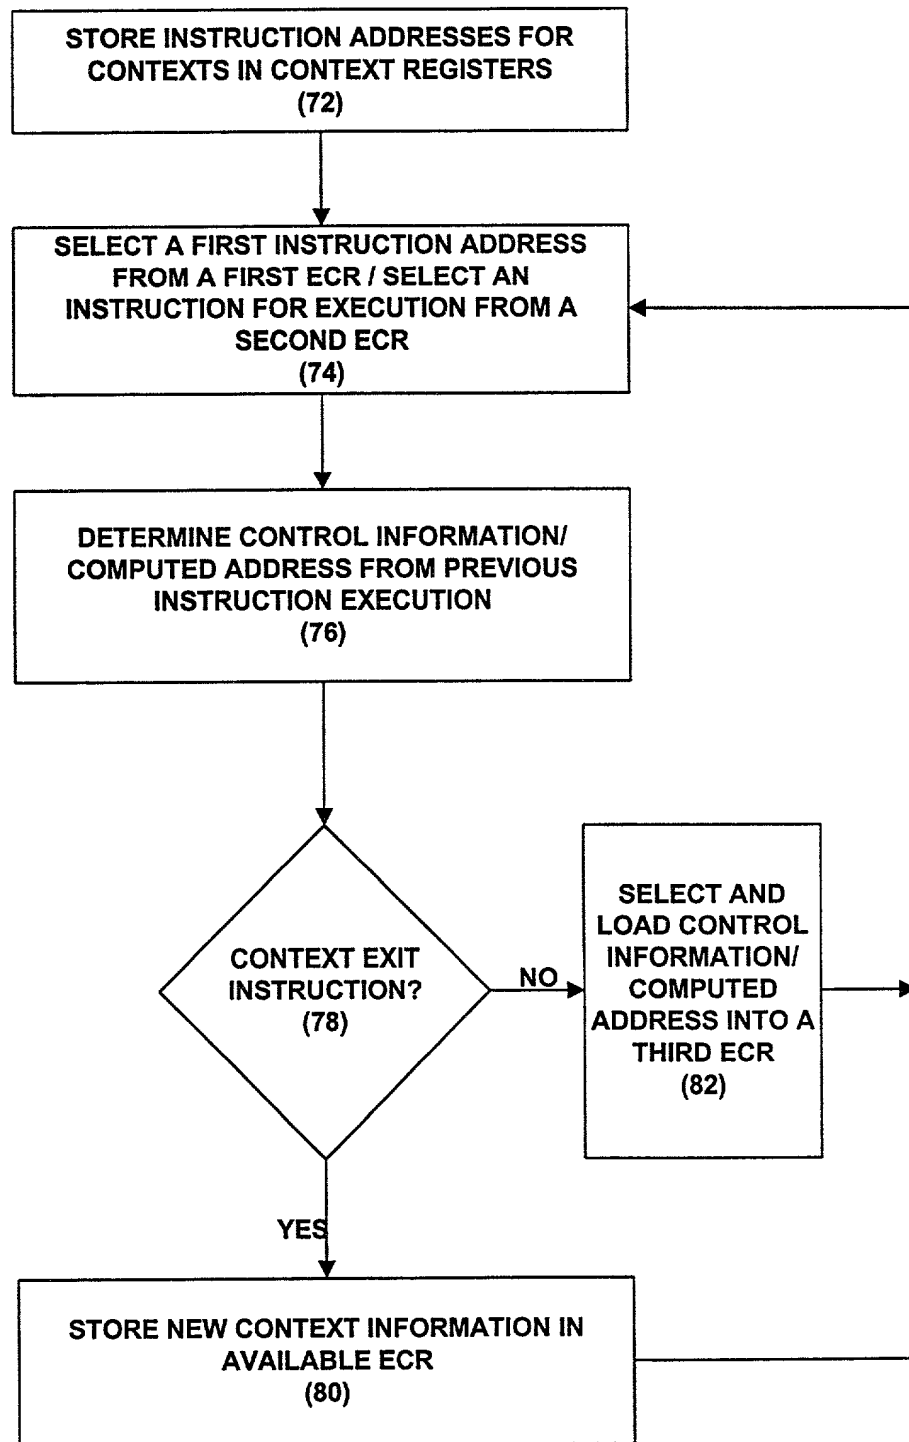 STORE INSTRUCTION ADDRESSES FOR
CONTEXTS IN CONTEXT REGISTERS
(72)
SELECT A FIRST INSTRUCTION ADDRESS
FROM A FIRST ECR / SELECT AN
INSTRUCTION FOR EXECUTION FROM A
SECOND ECR
(74)
DETERMINE CONTROL INFORMATION/
COMPUTED ADDRESS FROM PREVIOUS
INSTRUCTION EXECUTION
(76)
CONTEXT EXIT
INSTRUCTION?
(78)
NO
SELECT AND
LOAD CONTROL
INFORMATION/
COMPUTED
ADDRESS INTO A
THIRD ECR
(82)
YES
STORE NEW CONTEXT INFORMATION IN
AVAILABLE ECR
(80)